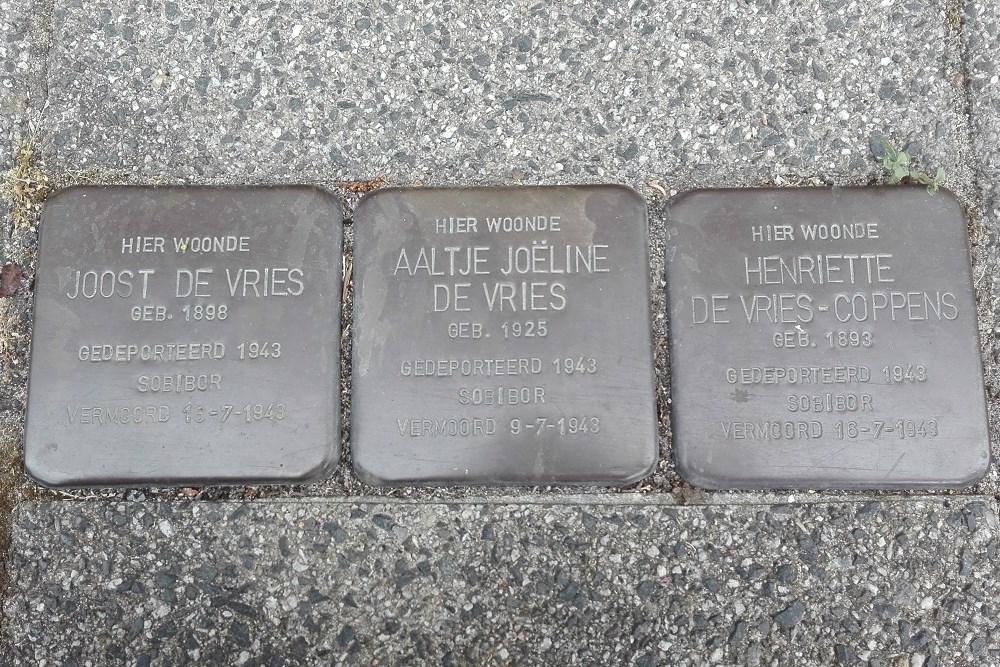 HIER WOONDE
JOOST DE VRIES
GEB. 1898
GEDEPORTEERD 1943
SOBIBOR
VERMOORD 16-7-1943
HIER WOONDE
AALTJE JOËLINE
DE VRIES
GEB. 1925
GEDEPORTEERD 1943
SOBIBOR
VERMOORD 9-7-1943
HIER WOONDE
HENRIETTE
DE VRIES-COPPENS
GEB. 1893
GEDEPORTEERD 1943
SOBIBOR
VERMOORD 16-7-1943